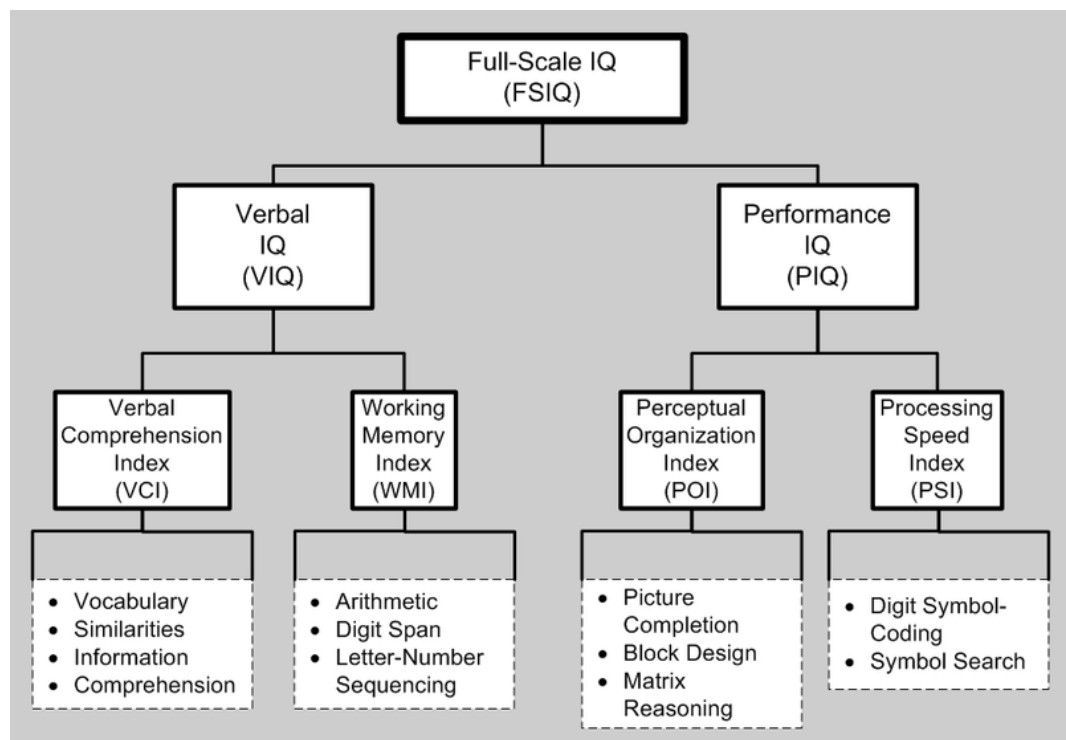 Full-Scale IQ
(FSIQ)
Verbal
IQ
(VIQ)
Performance
IQ
(PIQ)
Verbal
Comprehension
Index
(VCI)
Working
Memory
Index
(WMI)
Perceptual
Organization
Index
(POI)
Processing
Speed
Index
(PSI)
• Vocabulary
• Similarities
• Information
• Comprehension
• Arithmetic
• Digit Span
• Letter-Number
Sequencing
• Picture
Completion
• Block Design
• Matrix
Reasoning
• Digit Symbol-
Coding
• Symbol Search